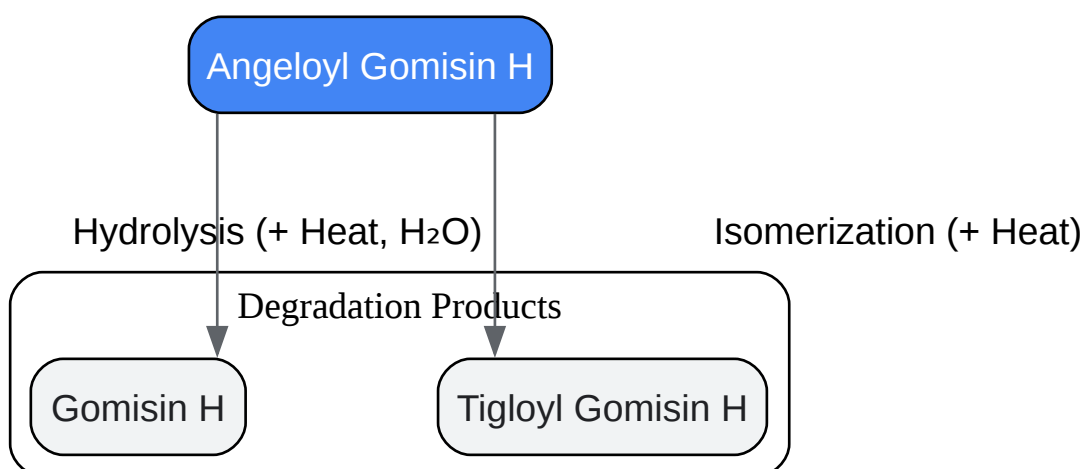 Angeloyl Gomisin H
Hydrolysis (+ Heat, H₂O)
Isomerization (+ Heat)
Degradation Products
Gomisin H
Tigloyl Gomisin H